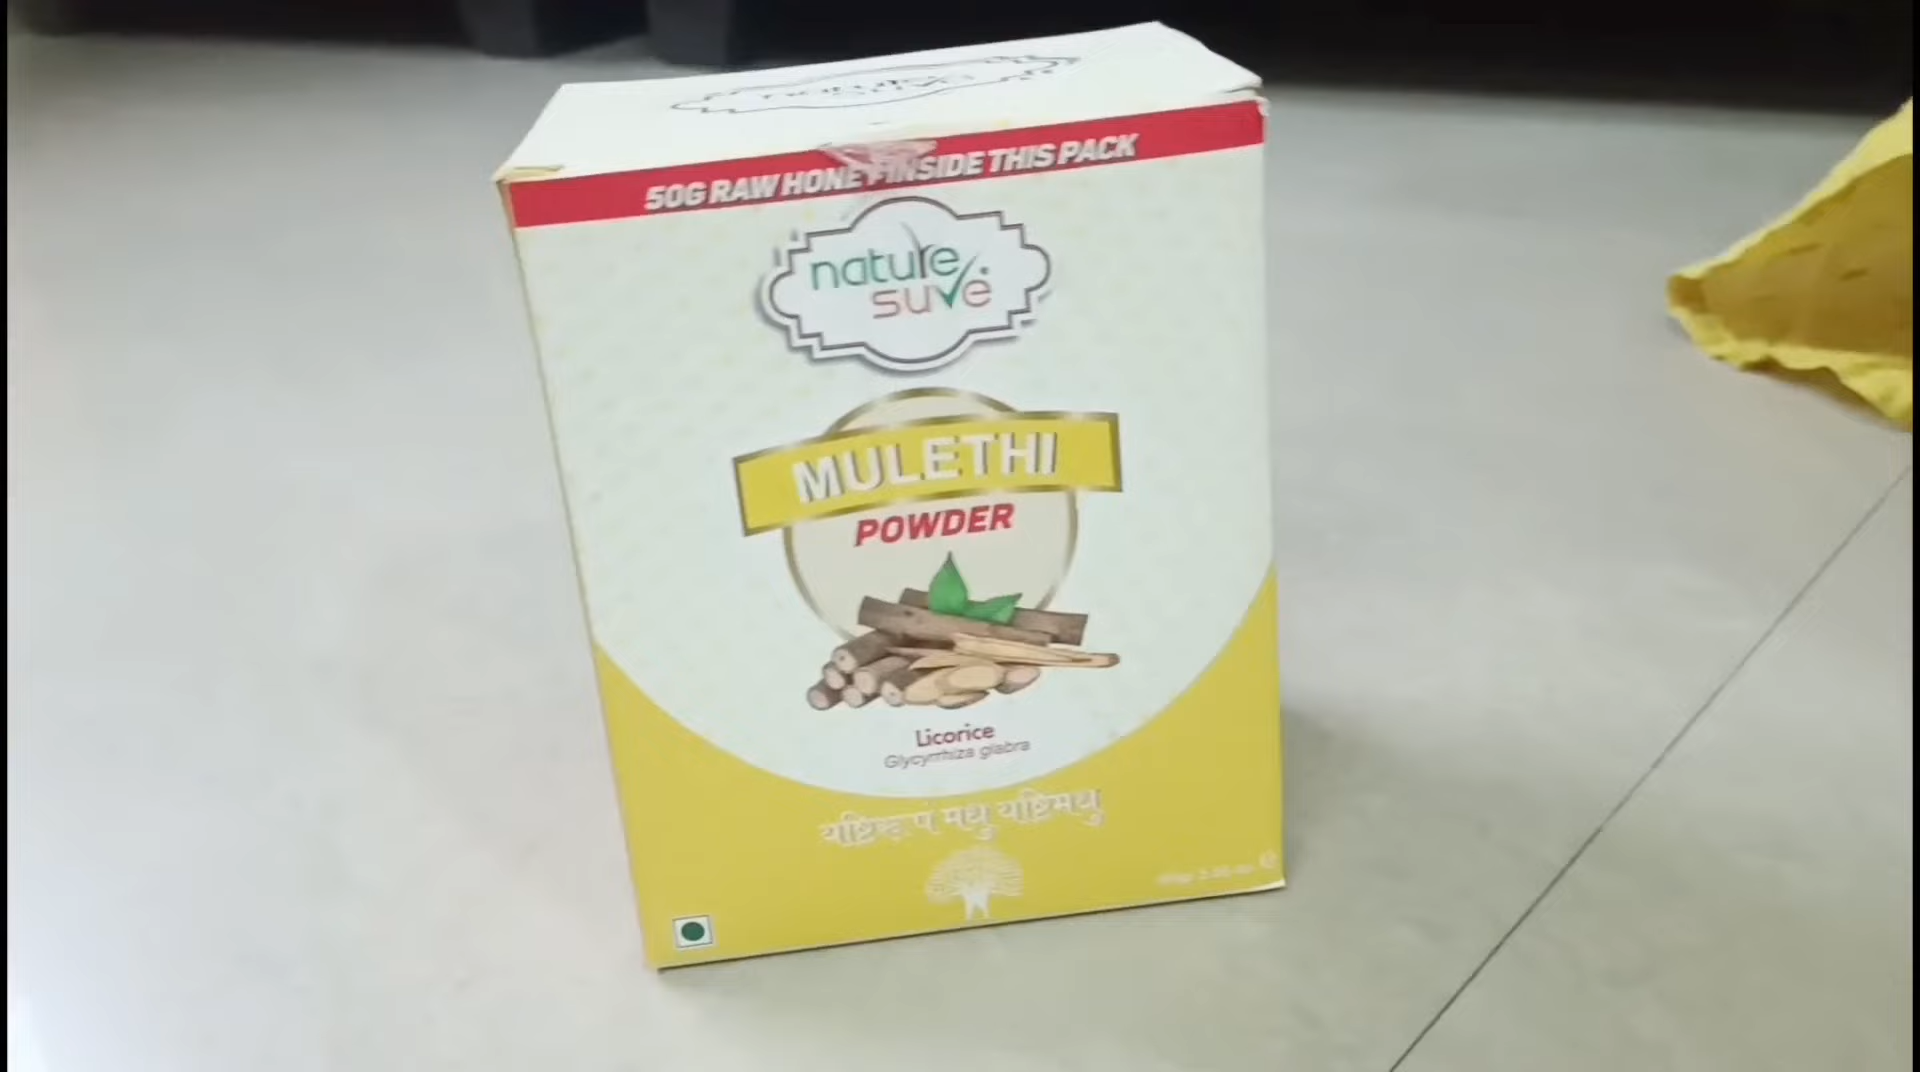 50G RAW HONEY INSIDE THIS PACK
nature
suve
MULETHI
POWDER
Licorice
Glycyrrhiza glabra